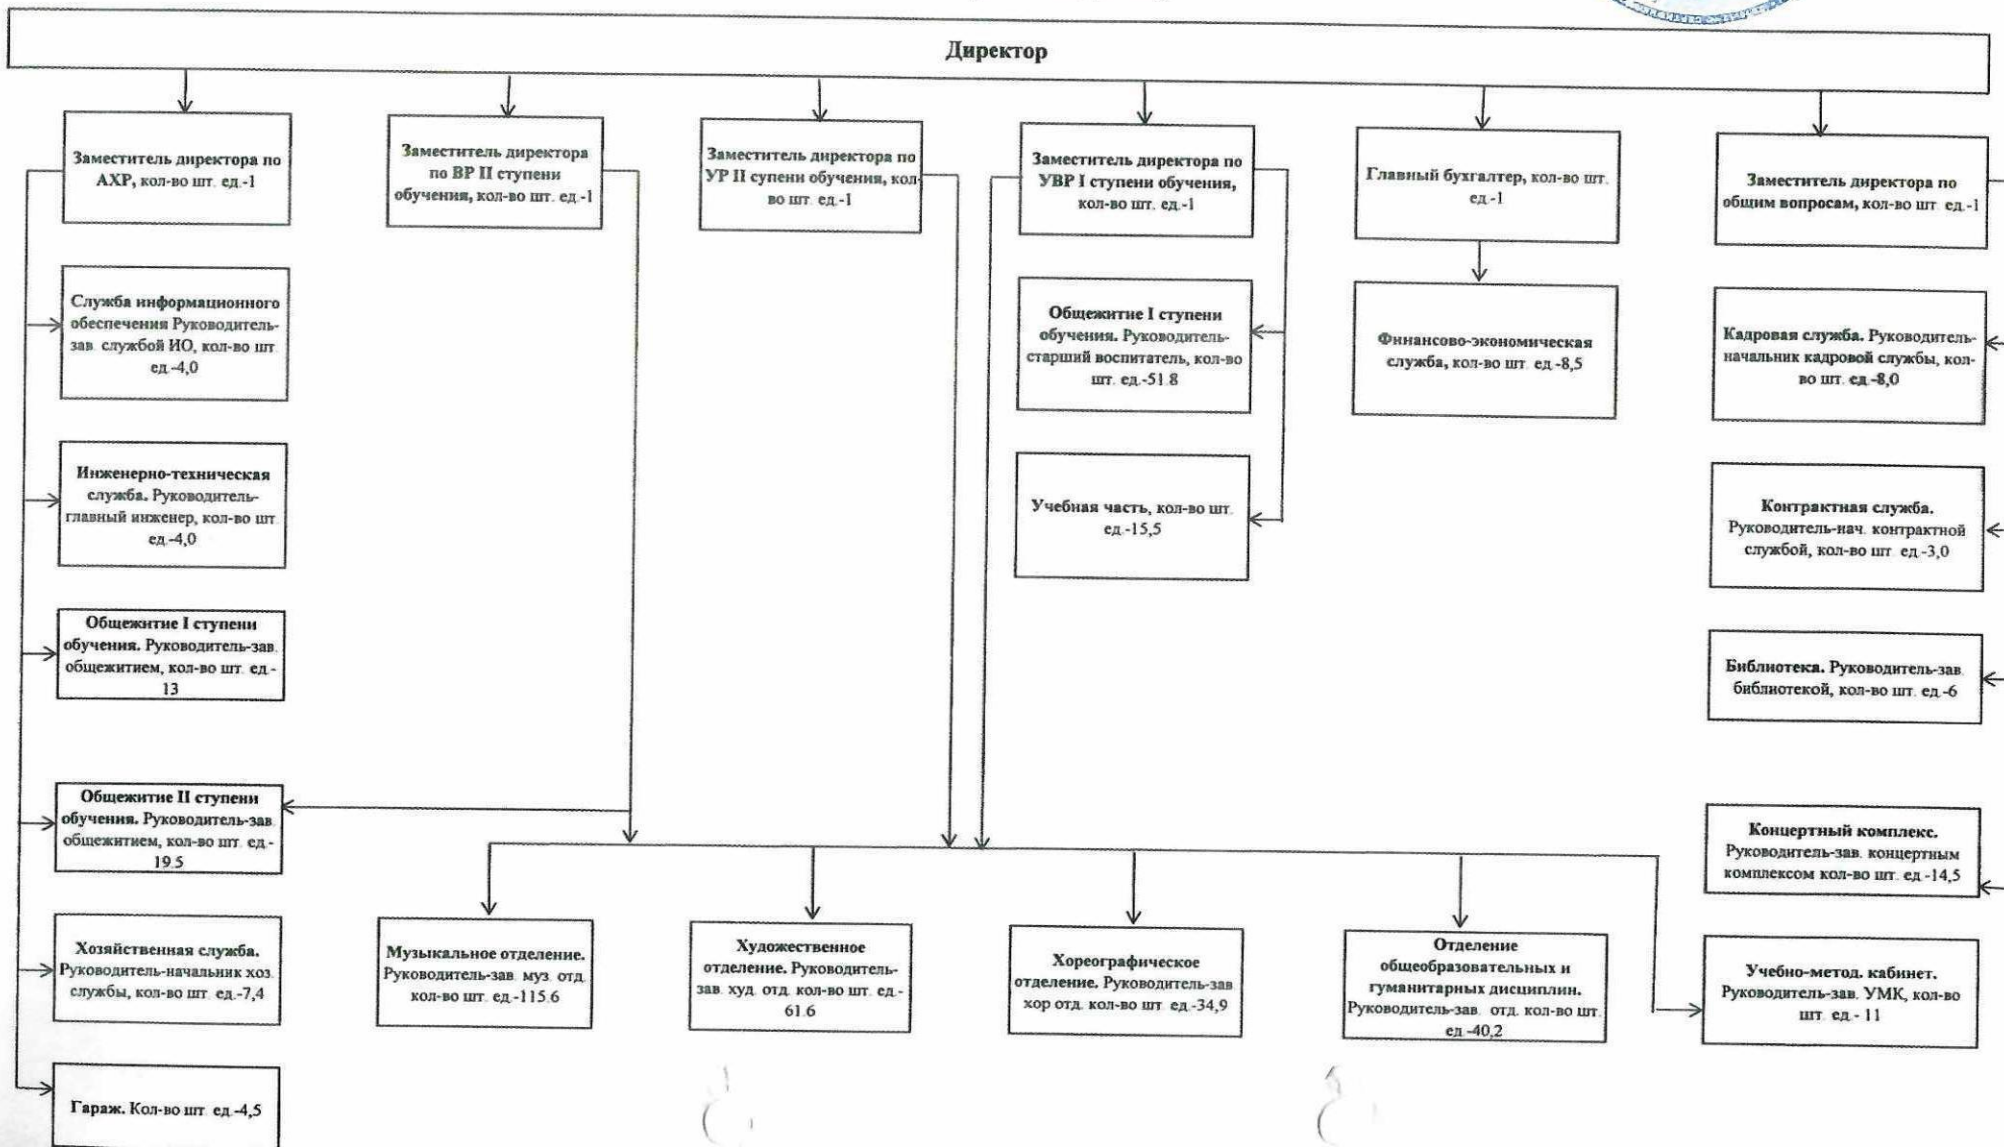 Директор
Заместитель директора по
АХР, кол-во шт. ед.-1
Заместитель директора
по ВР II ступени
обучения, кол-во шт. ед.-1
Заместитель директора по
УР II супени обучения, кол-
во шт. ед.-1
Заместитель директора по
УВР I ступени обучения,
кол-во шт. ед.-1
Главный бухгалтер, кол-во шт.
ед.-1
Заместитель директора по
общим вопросам, кол-во шт. ед.-1
Служба информационного
обеспечения Руководитель-
зав. службой ИО, кол-во шт.
ед.-4,0
Общежитие I ступени
обучения. Руководитель-
старший воспитатель, кол-во
шт. ед.-51.8
Финансово-экономическая
служба, кол-во шт. ед.-8,5
Кадровая служба. Руководитель-
начальник кадровой службы, кол-
во шт. ед.-8,0
Инженерно-техническая
служба. Руководитель-
главный инженер, кол-во шт.
ед.-4,0
Учебная часть, кол-во шт.
ед.-15,5
Контрактная служба.
Руководитель-нач. контрактной
службой, кол-во шт. ед.-3,0
Общежитие I ступени
обучения. Руководитель-зав.
общежитием, кол-во шт. ед.-
13
Библиотека. Руководитель-зав.
библиотекой, кол-во шт. ед.-6
Общежитие II ступени
обучения. Руководитель-зав.
общежитием, кол-во шт. ед.-
19.5
Концертный комплекс.
Руководитель-зав. концертным
комплексом кол-во шт. ед.-14,5
Хозяйственная служба.
Руководитель-начальник хоз.
службы, кол-во шт. ед.-7,4
Музыкальное отделение.
Руководитель-зав. муз. отд.
кол-во шт. ед.-115.6
Художественное
отделение. Руководитель-
зав. худ. отд. кол-во шт. ед.-
61.6
Хореографическое
отделение. Руководитель-зав.
хор отд. кол-во шт. ед.-34,9
Отделение
общеобразовательных и
гуманитарных дисциплин.
Руководитель-зав. отд. кол-во шт.
ед.-40,2
Учебно-метод. кабинет.
Руководитель-зав. УМК, кол-во
шт. ед.- 11
Гараж. Кол-во шт. ед.-4,5